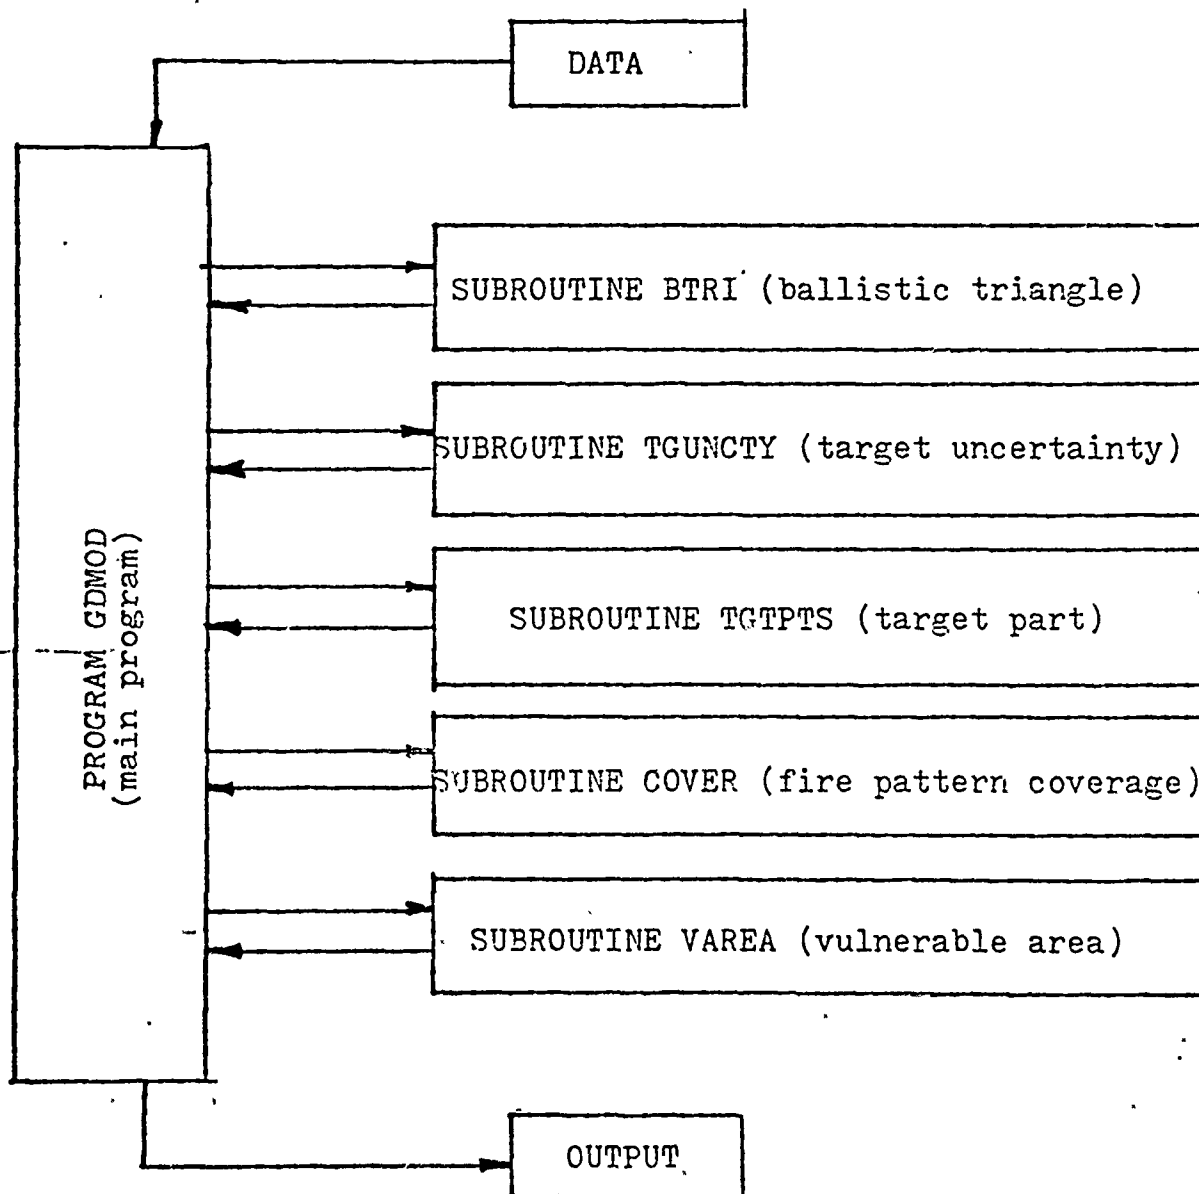 DATA
SUBROUTINE BTRI (ballistic triangle)
SUBROUTINE TGUNCTY (target uncertainty)
PROGRAM GDMOD
(main program)
SUBROUTINE TGTPTS (target part)
SUBROUTINE COVER (fire pattern coverage)
SUBROUTINE VAREA (vulnerable area)
OUTPUT